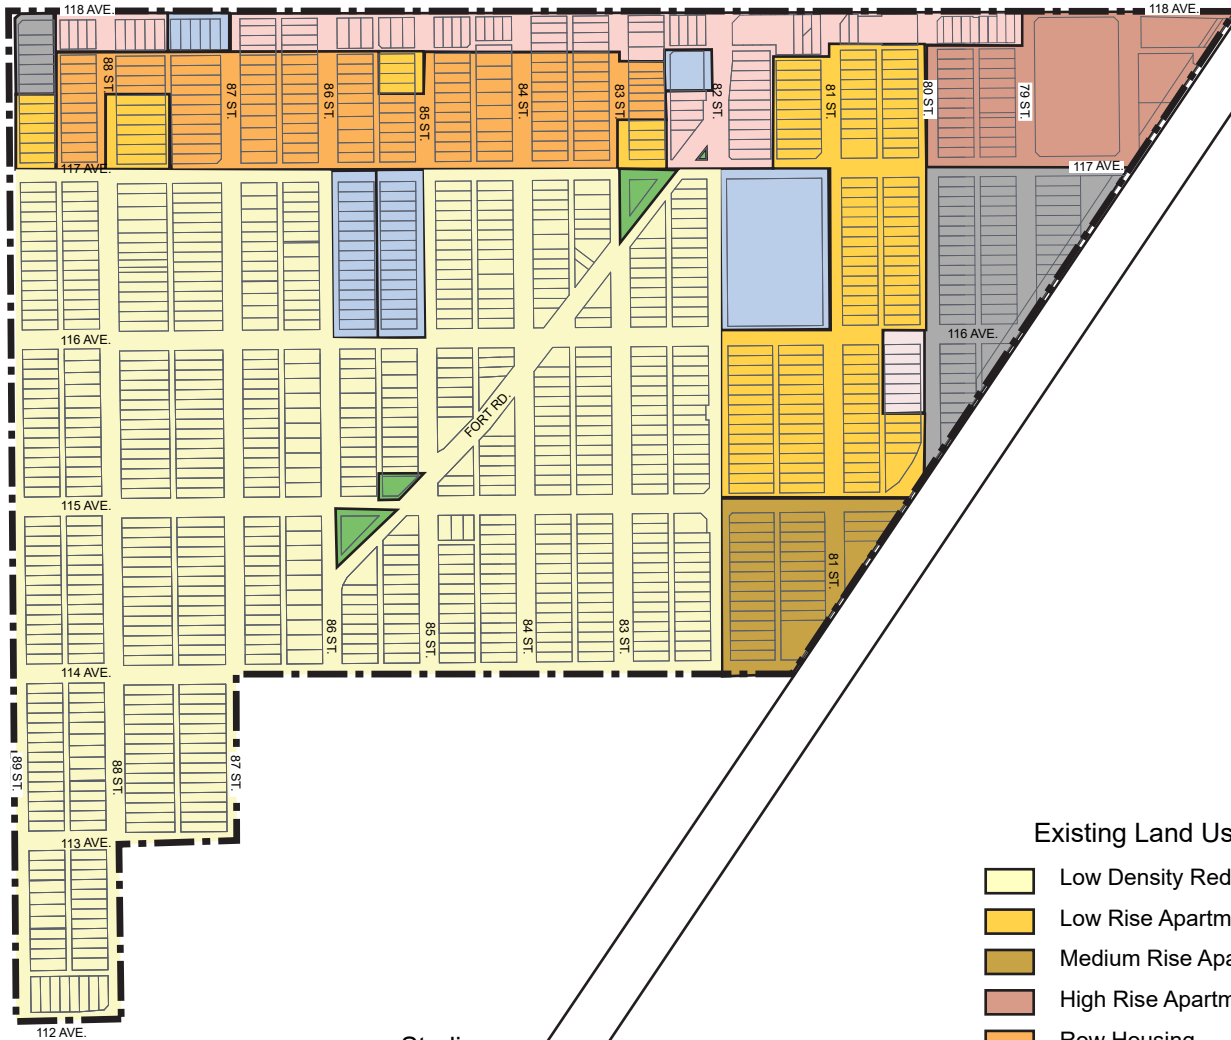 118 AVE.
118 AVE.
88 ST.
87 ST.
86 ST.
85 ST.
84 ST.
83 ST.
82 ST.
81 ST.
80 ST.
79 ST.
117 AVE.
117 AVE.
116 AVE.
116 AVE.
FORT RD.
115 AVE.
81 ST.
86 ST.
85 ST.
84 ST.
83 ST.
114 AVE.
89 ST.
88 ST.
87 ST.
113 AVE.
112 AVE.
Existing Land Us
Low Density Red
Low Rise Apartm
Medium Rise Apa
High Rise Apartm
Row Housing